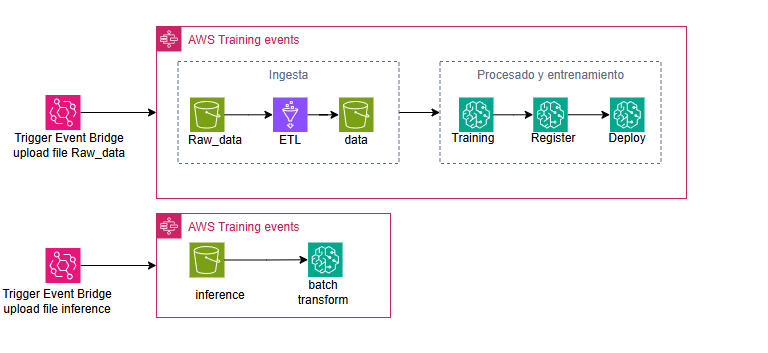 AWS Training events
Ingesta
Procesado y entrenamiento
Trigger Event Bridge
upload file Raw_data
Raw_data
ETL
data
Training
Register
Deploy
AWS Training events
Trigger Event Bridge
upload file inference
inference
batch
transform